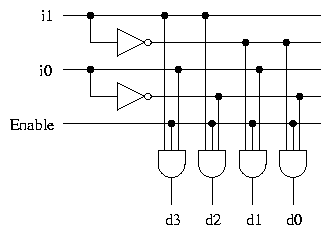 i1
i0
Enable
d3 d2 d1 d0